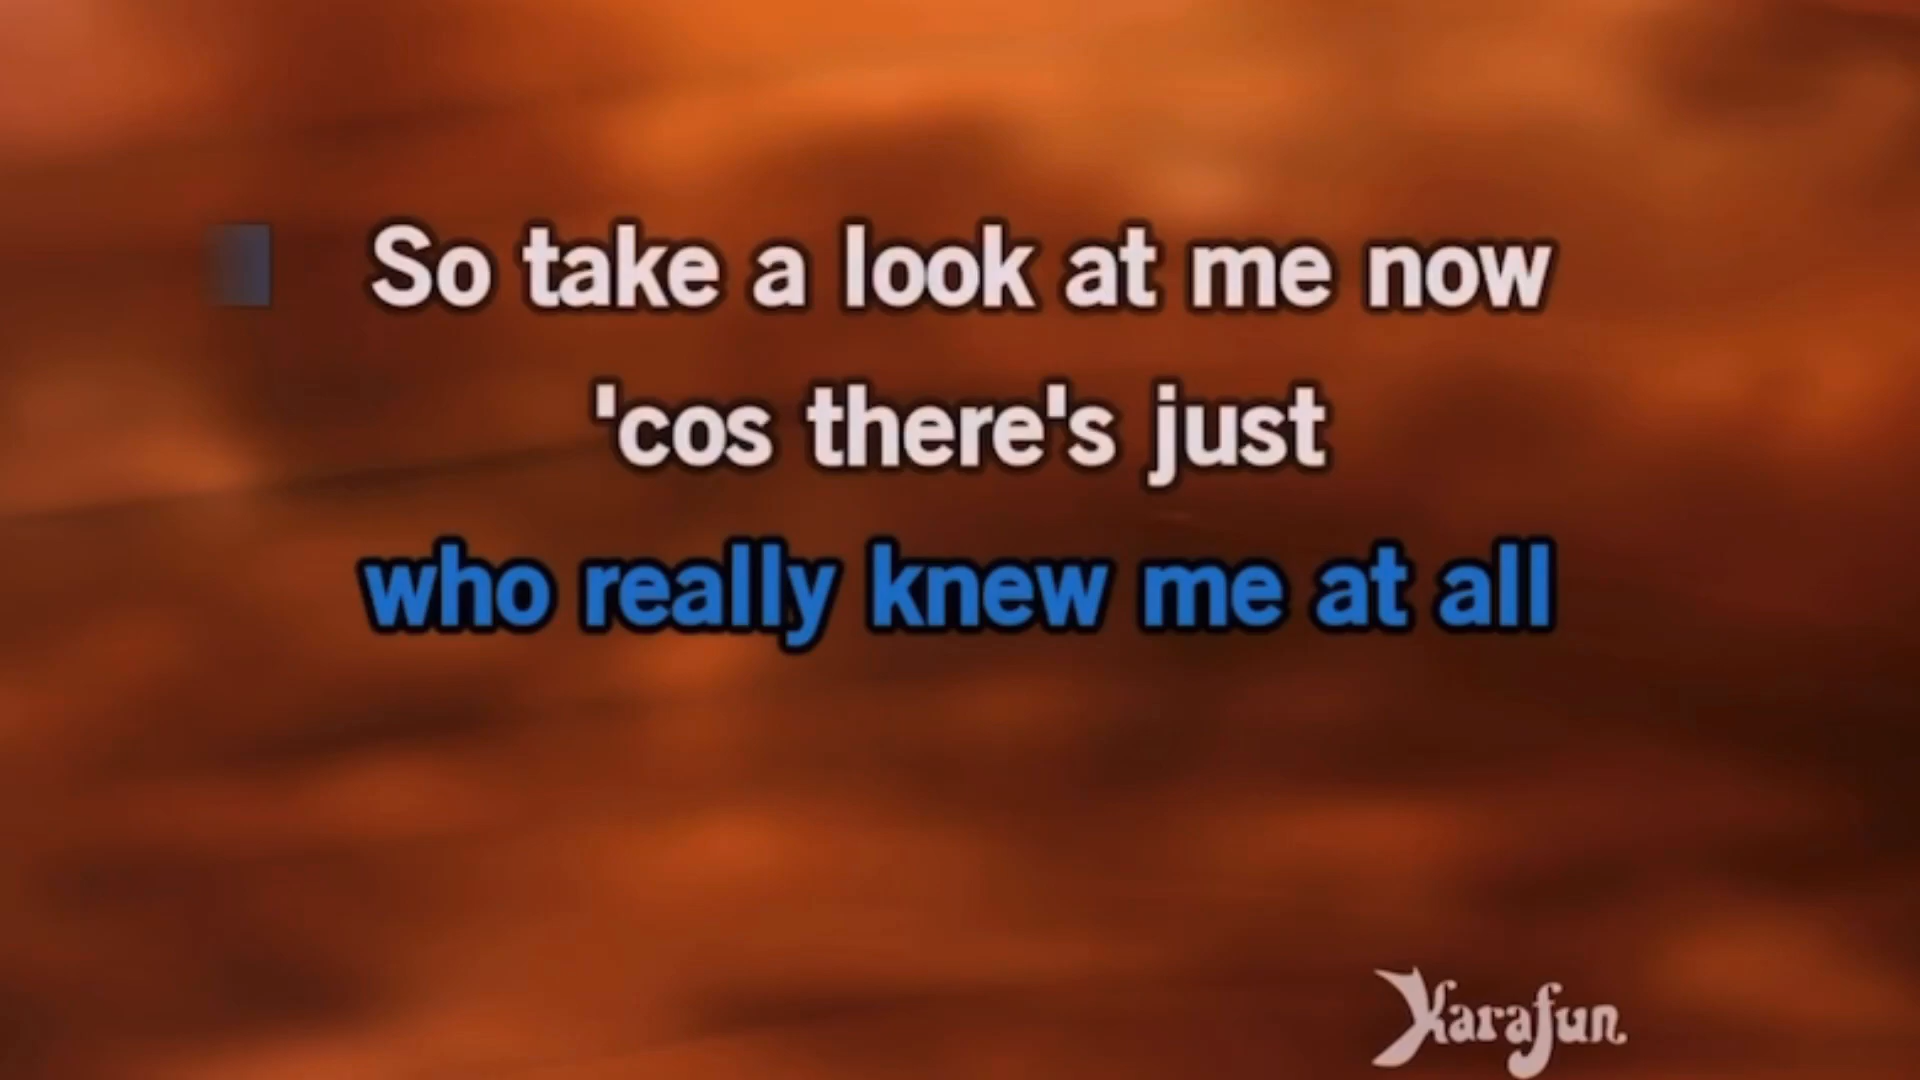 So take a look at me now
'cos there's just
who really knew me at all
Karafun